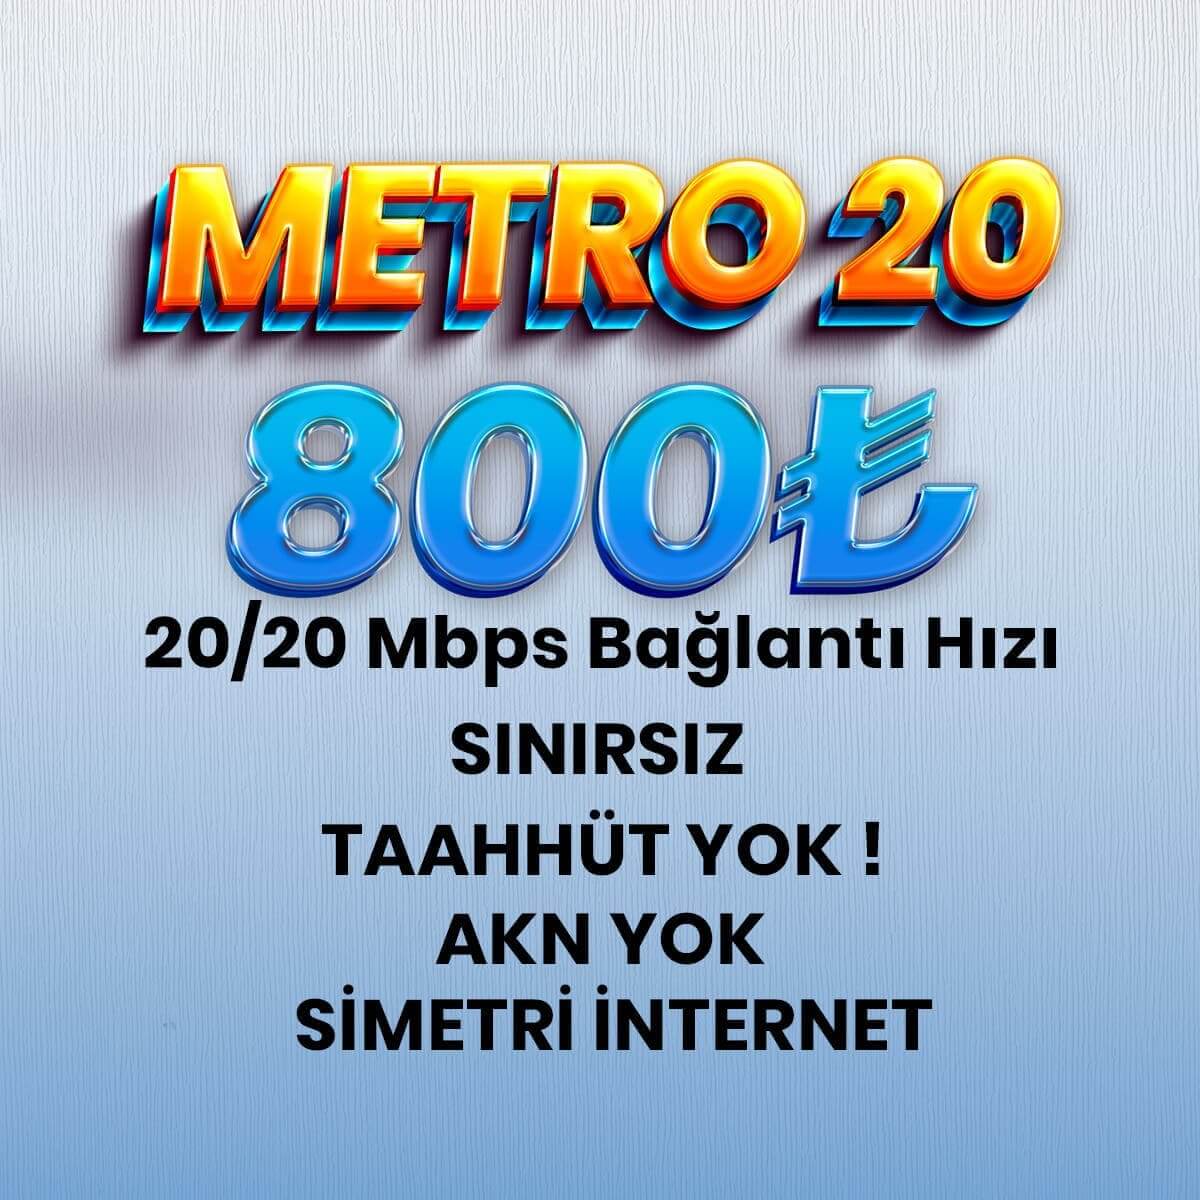 METRO 20
800₺
20/20 Mbps Bağlantı Hızı
SINIRSIZ
TAAHHÜT YOK !
AKN YOK
SİMETRİ İNTERNET